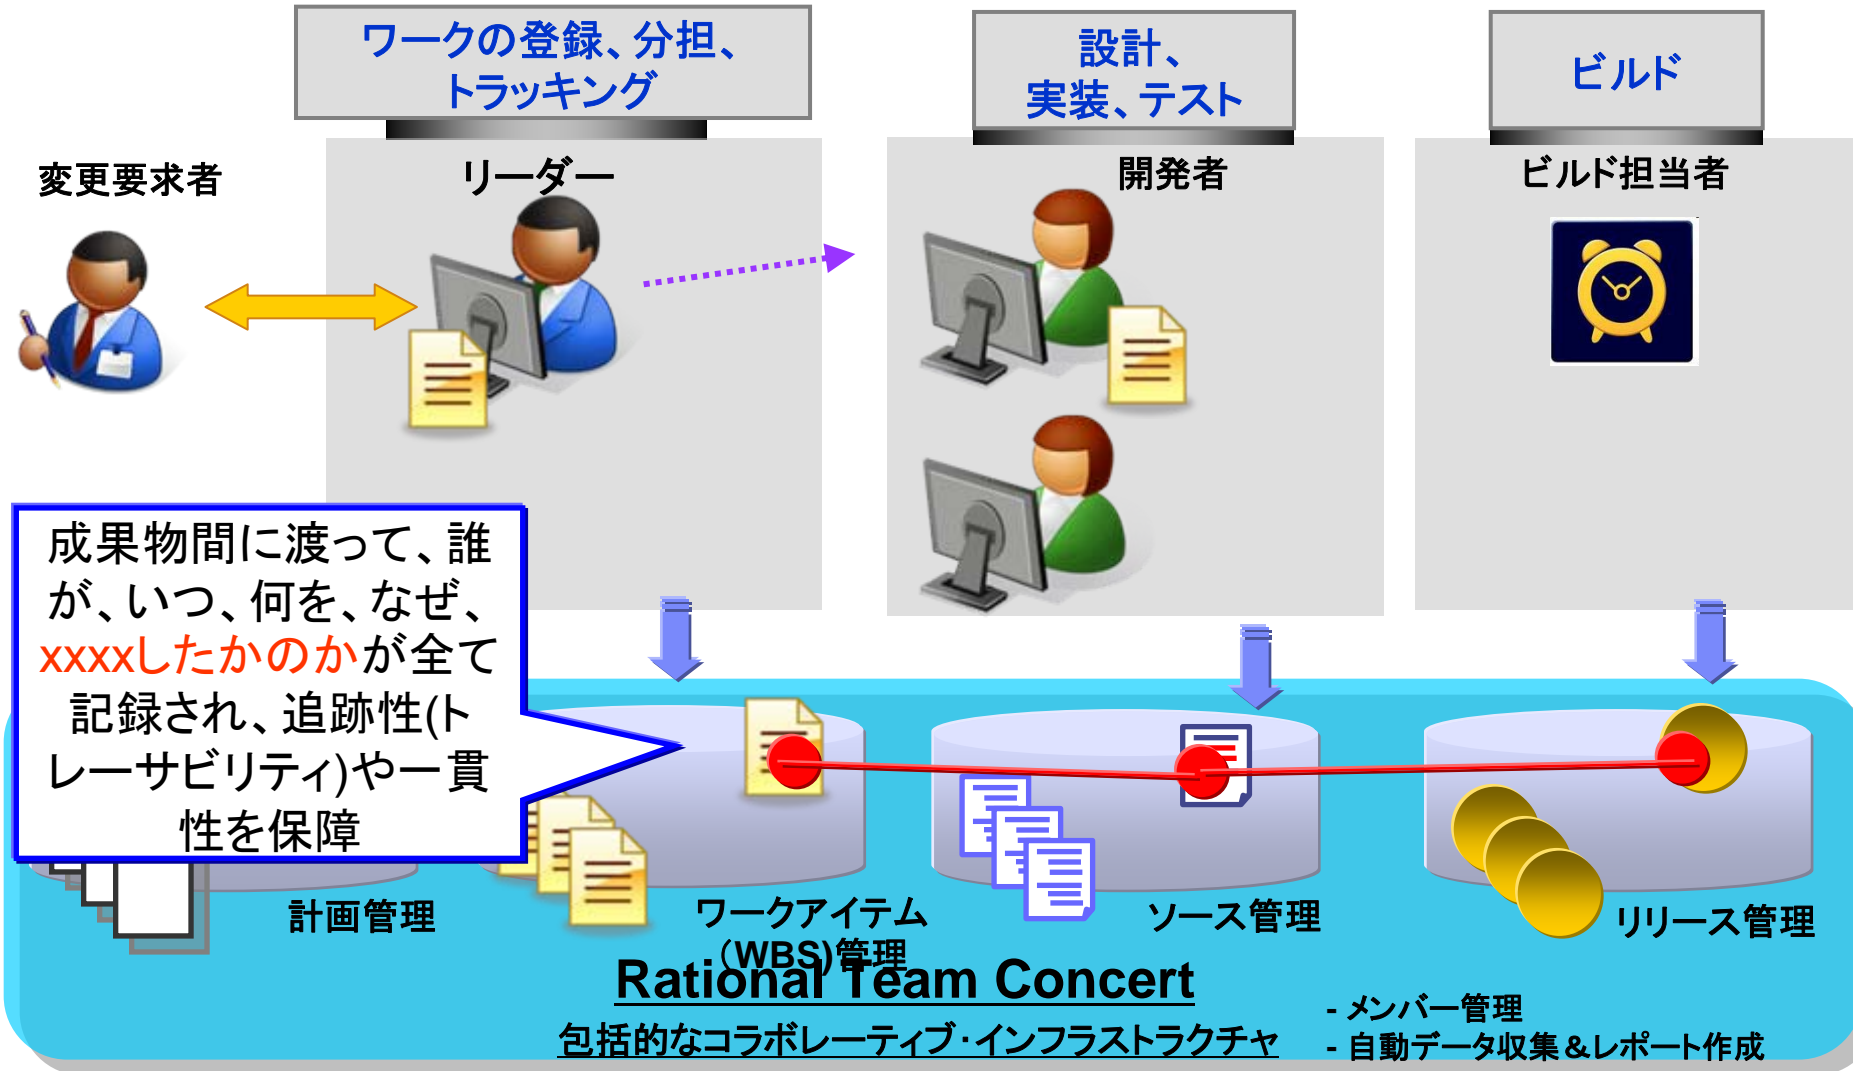 ワークの登録、分担、
トラッキング
設計、
実装、テスト
ビルド
変更要求者
リーダー
開発者
ビルド担当者
成果物間に渡って、誰
が、いつ、何を、なぜ、
xxxxしたかのかが全て
記録され、追跡性(ト
レーサビリティ)や一貫
性を保障
計画管理
ワークアイテム
（WBS)管理
ソース管理
リリース管理
Rational Team Concert
包括的なコラボレーティブ・インフラストラクチャ
- メンバー管理
- 自動データ収集＆レポート作成